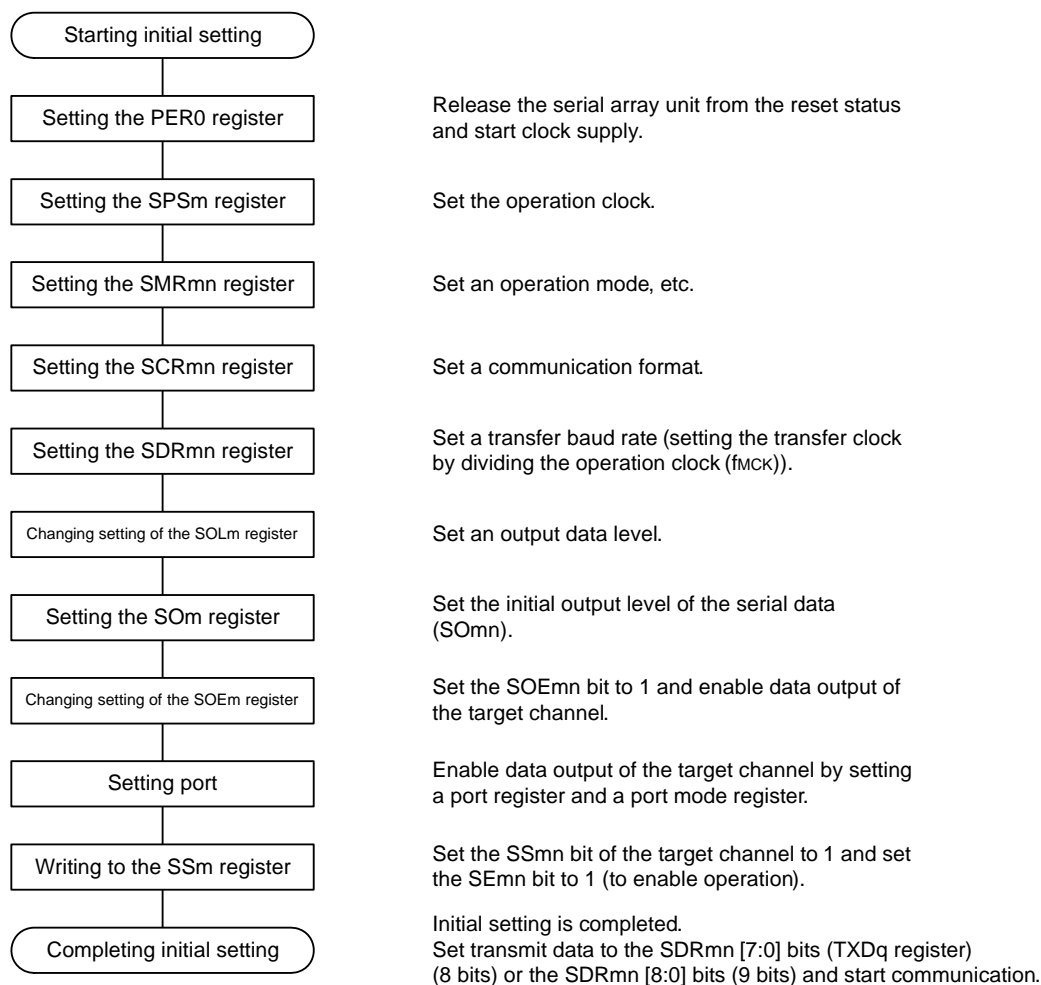 Starting initial setting
Setting the PER0 register
Release the serial array unit from the reset status
and start clock supply.
Setting the SPSm register
Set the operation clock.
Setting the SMRmn register
Set an operation mode, etc.
Setting the SCRmn register
Set a communication format.
Setting the SDRmn register
Set a transfer baud rate (setting the transfer clock
by dividing the operation clock (fMCK)).
Changing setting of the SOLm register
Set an output data level.
Setting the SOm register
Set the initial output level of the serial data
(SOmn).
Changing setting of the SOEm register
Set the SOEmn bit to 1 and enable data output of
the target channel.
Setting port
Enable data output of the target channel by setting
a port register and a port mode register.
Writing to the SSm register
Set the SSmn bit of the target channel to 1 and set
the SEmn bit to 1 (to enable operation).
Completing initial setting
Initial setting is completed.
Set transmit data to the SDRmn [7:0] bits (TXDq register)
(8 bits) or the SDRmn [8:0] bits (9 bits) and start communication.